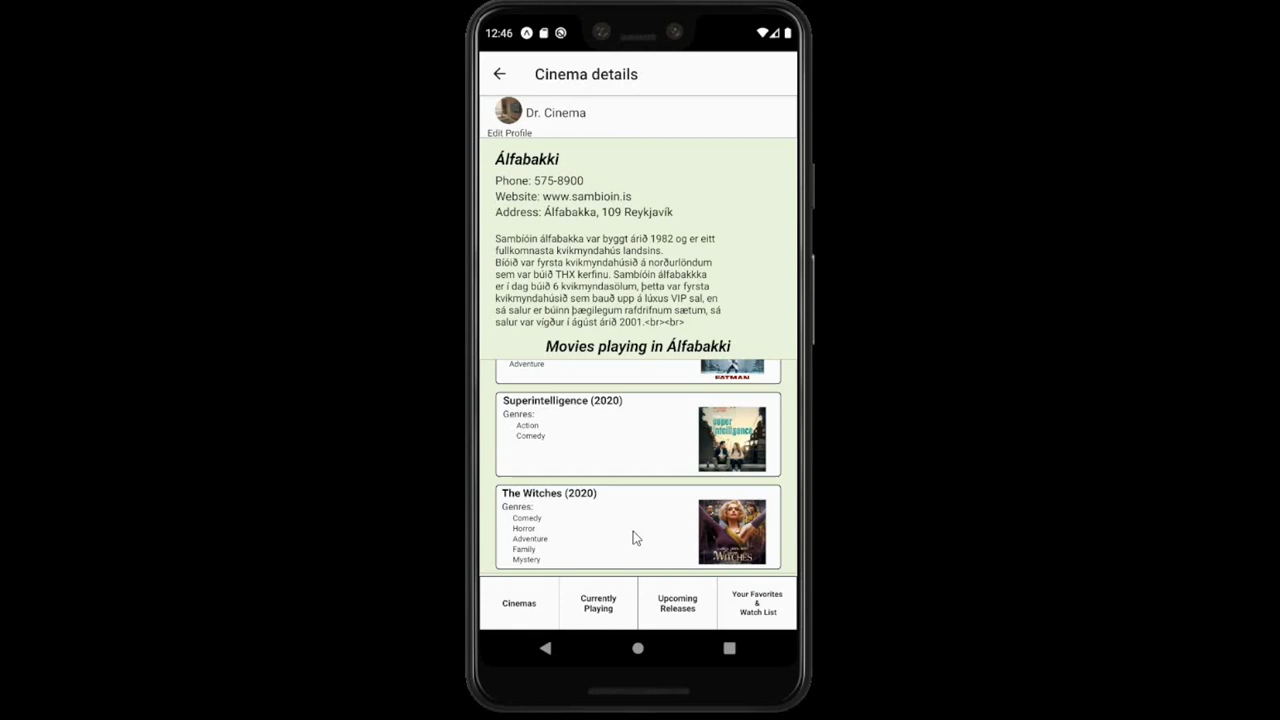 12:46
Cinema details
Dr. Cinema
Edit Profile
Álfabakki
Phone: 575-8900
Website: www.sambioin.is
Address: Álfabakka, 109 Reykjavík
Sambíóin álfabakka var byggt árið 1982 og er eitt
fullkomnasta kvikmyndahús landsins.
Bíóið var fyrsta kvikmyndahúsið á norðurlöndum
sem var búið THX kerfinu. Sambíóin álfabakkka
er í dag búið 6 kvikmyndasölum, þetta var fyrsta
kvikmyndahúsið sem bauð upp á lúxus VIP sal, en
sá salur er búinn þægilegum rafdrifnum sætum, sá
salur var vígður í ágúst árið 2001.<br><br>
Movies playing in Álfabakki
Adventure
FATMAN
Superintelligence (2020)
Genres:
Action
Comedy
super
intelligence
The Witches (2020)
Genres:
Comedy
Horror
Adventure
Family
Mystery
WITCHES
Cinemas
Currently
Playing
Upcoming
Releases
Your Favorites
&
Watch List